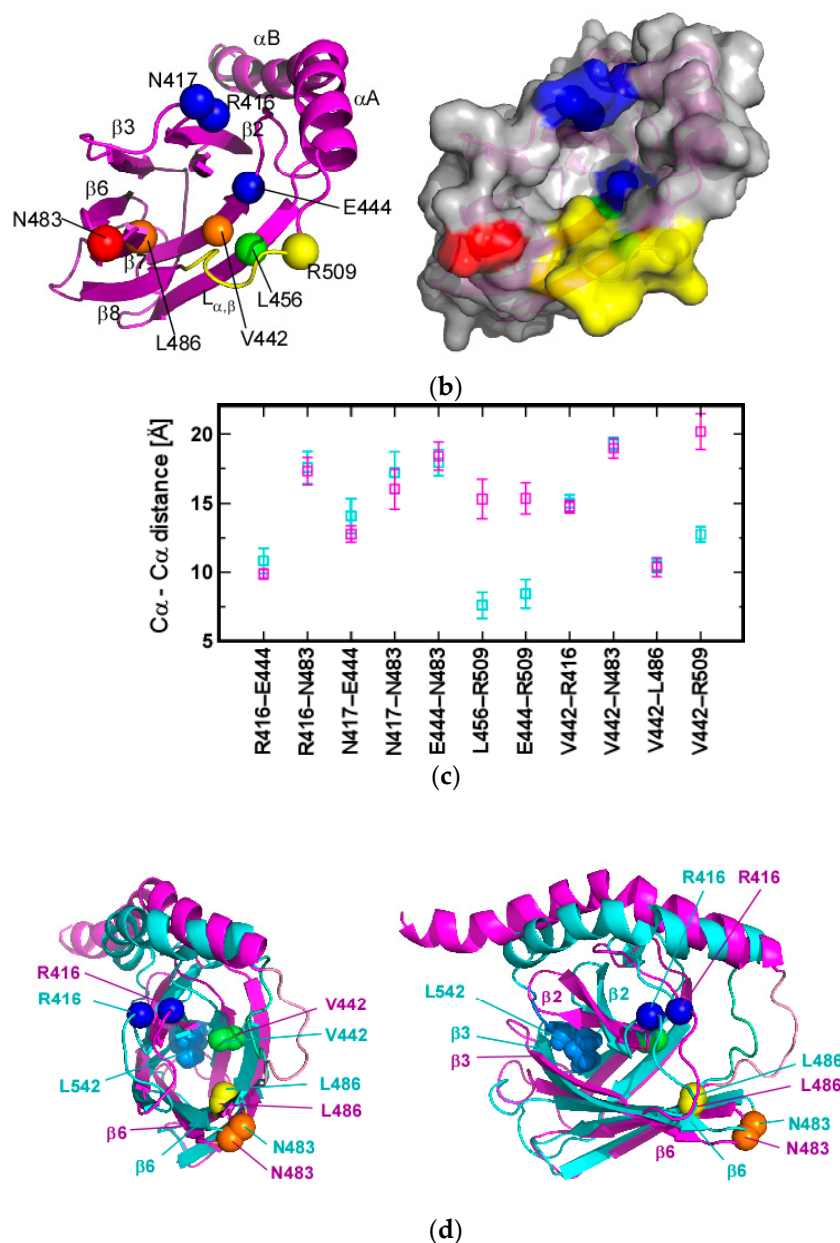 αB
N417
R416
αA
β3
β2
β6
E444
N483
β7
R509
L456
Lα,β
β8
V442
L486
(b)
Cα - Cα distance [Å]
20
15
10
5
R416–E444
R416–N483
N417–E444
N417–N483
E444–N483
L456–R509
E444–R509
V442–R416
V442–N483
V442–L486
V442–R509
(c)
R416
R416
V442
V442
L542
L486
L486
β6
β6
N483
N483
R416
R416
L542
β2
β2
β3
β3
L486
L486
N483
β6
N483
β6
(d)